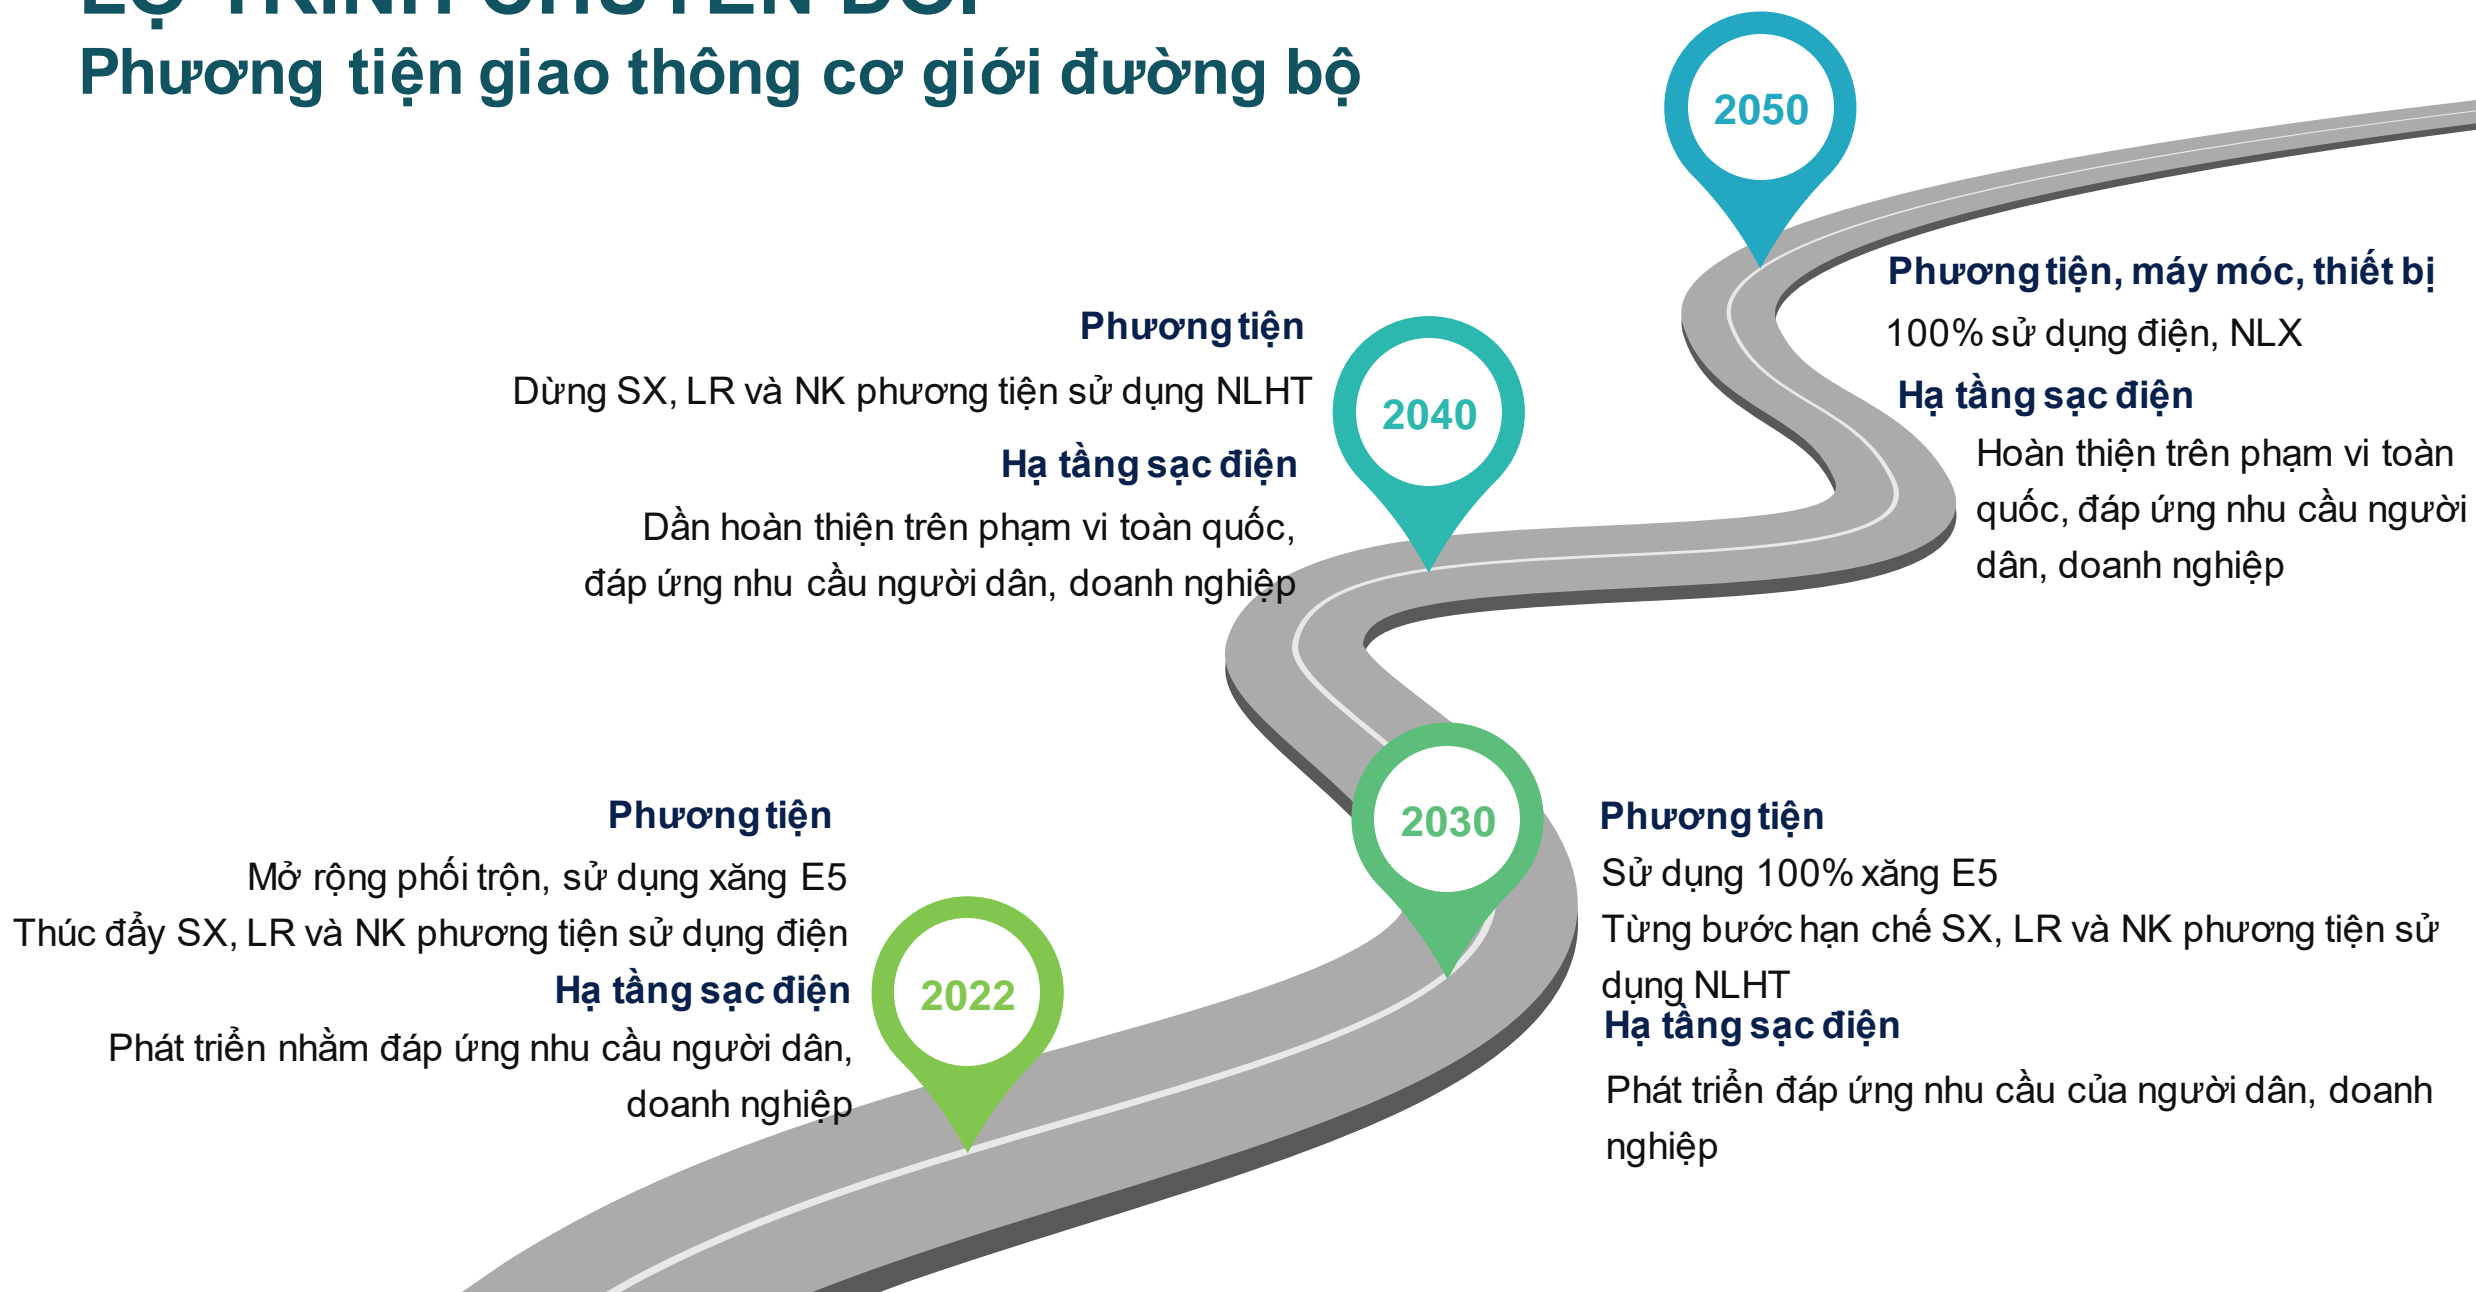 LỘ TRÌNH CHUYỂN ĐỔI
Phương tiện giao thông cơ giới đường bộ
2050
Phương tiện, máy móc, thiết bị
100% sử dụng điện, NLX
Hạ tầng sạc điện
Hoàn thiện trên phạm vi toàn
quốc, đáp ứng nhu cầu người
dân, doanh nghiệp
Phương tiện
Dừng SX, LR và NK phương tiện sử dụng NLHT
Hạ tầng sạc điện
Dần hoàn thiện trên phạm vi toàn quốc,
đáp ứng nhu cầu người dân, doanh nghiệp
2040
2030
Phương tiện
Sử dụng 100% xăng E5
Từng bước hạn chế SX, LR và NK phương tiện sử
dụng NLHT
Hạ tầng sạc điện
Phát triển đáp ứng nhu cầu của người dân, doanh
nghiệp
Phương tiện
Mở rộng phối trộn, sử dụng xăng E5
Thúc đẩy SX, LR và NK phương tiện sử dụng điện
Hạ tầng sạc điện
Phát triển nhằm đáp ứng nhu cầu người dân,
doanh nghiệp
2022